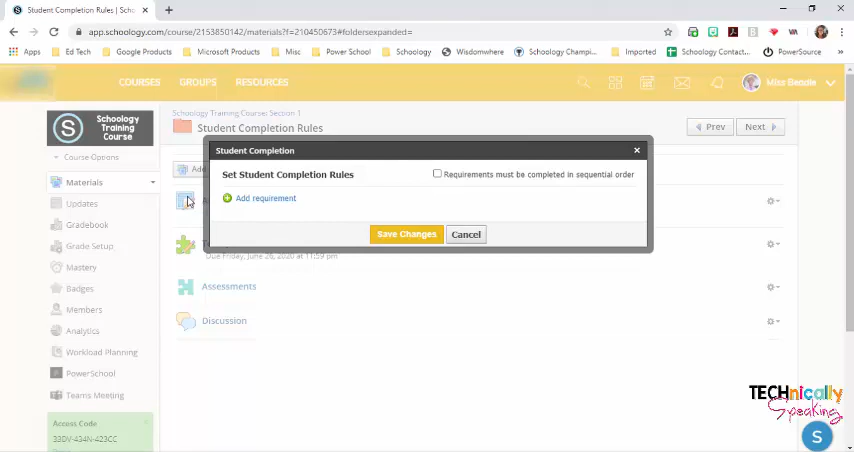 Student Completion Rules | Scho
app.schoology.com/course/2153850142/materials?f=210450673#foldersexpanded=
Apps Ed Tech Google Products Microsoft Products Misc Power School Schoology Wisdomwhere Schoology Champi... Imported Schoology Contact... PowerSource »
COURSES GROUPS RESOURCES
Miss Beadle
Schoology Training Course
Course Options
Materials
Updates
Gradebook
Grade Setup
Mastery
Badges
Members
Analytics
Workload Planning
PowerSchool
Teams Meeting
Access Code
33DV-434N-423CC
Schoology Training Course: Section 1
Student Completion Rules
Prev Next
Add
Student Completion
Set Student Completion Rules
Requirements must be completed in sequential order
Add requirement
Save Changes Cancel
Due Friday, June 26, 2020 at 11:59 pm
Assessments
Discussion
TECHnically
Speaking
S